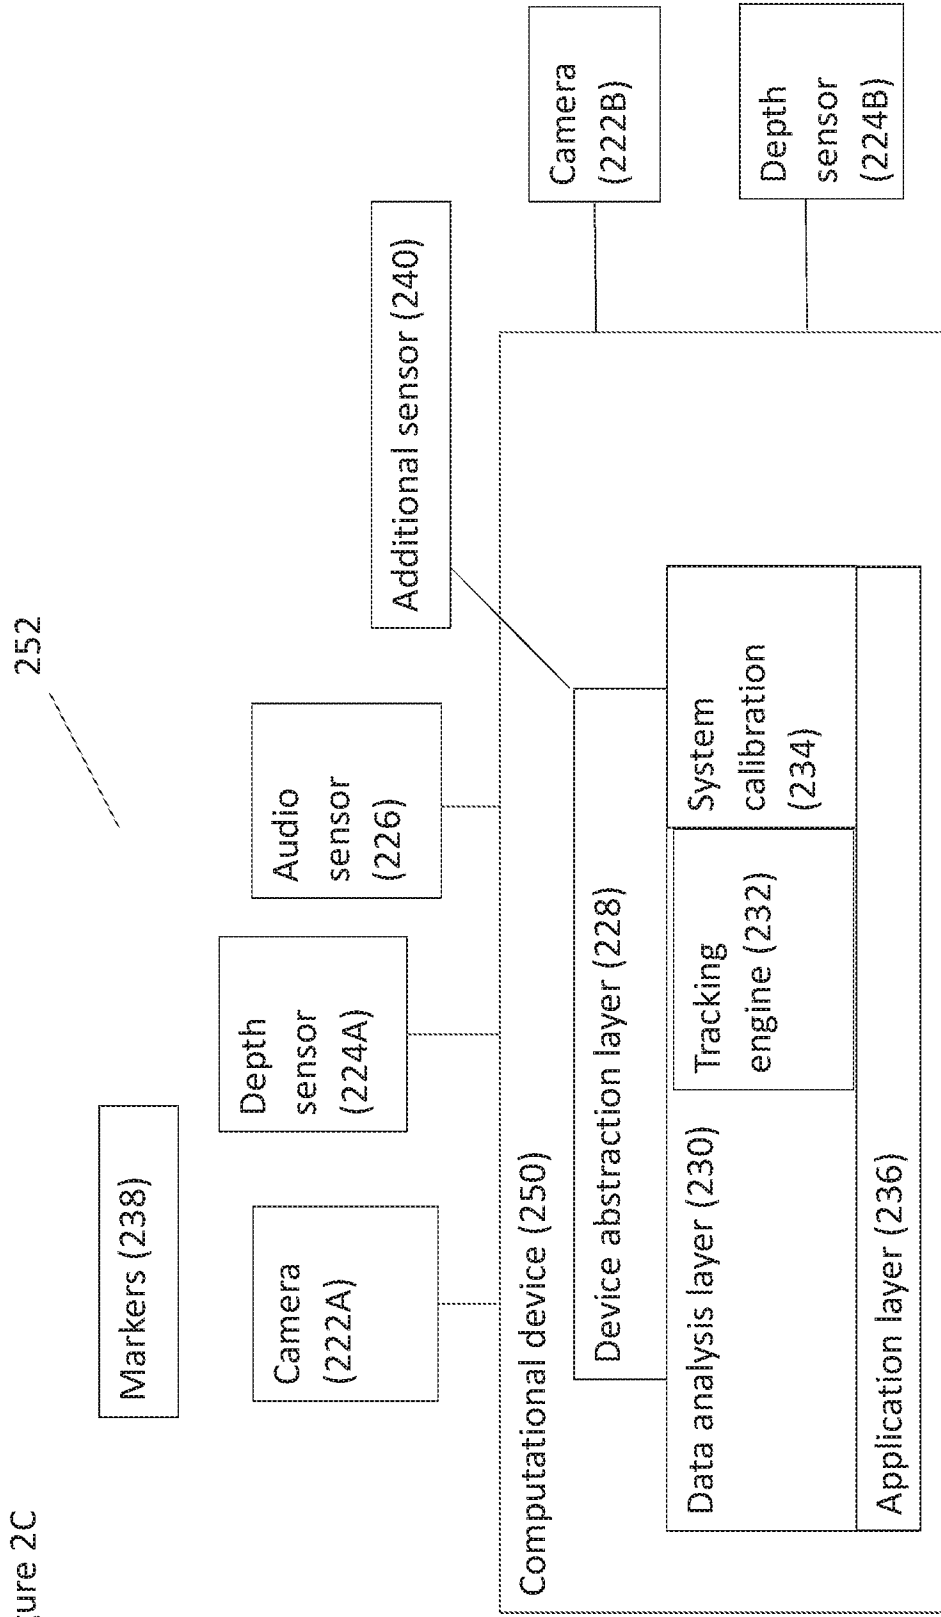 ure 2C
252
Markers (238)
Camera
(222A)
Depth
sensor
(224A)
Audio
sensor
(226)
Additional sensor (240)
Camera
(222B)
Depth
sensor
(224B)
Computational device (250)
Device abstraction layer (228)
Data analysis layer (230)
Tracking
engine (232)
System
calibration
(234)
Application layer (236)